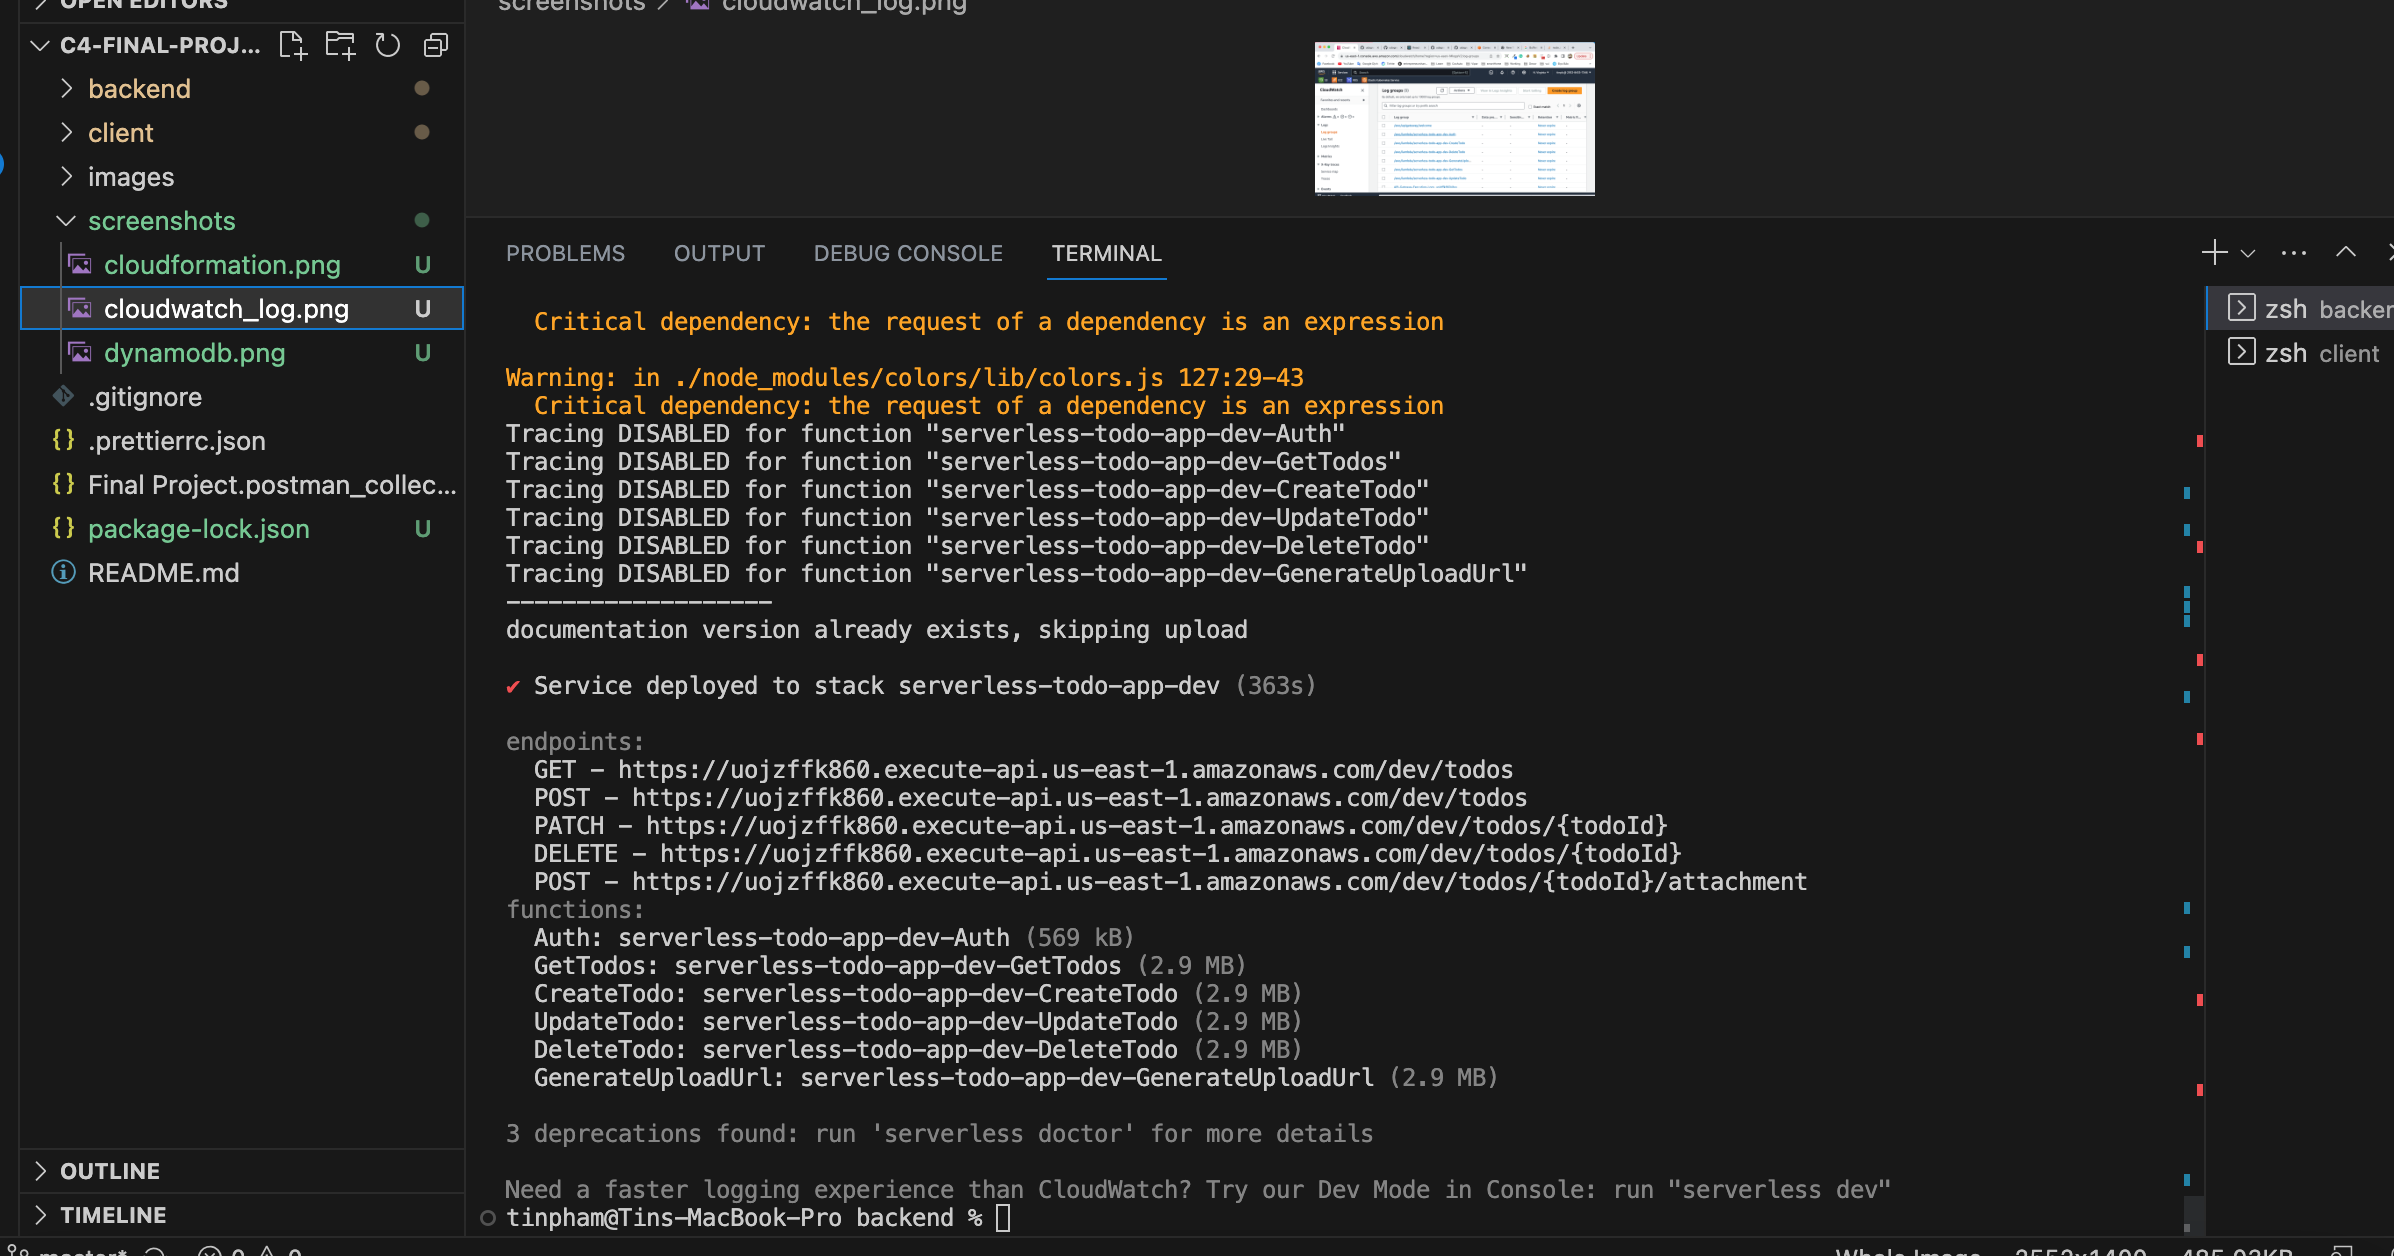 OPEN EDITORS
C4-FINAL-PROJ...
backend
client
images
screenshots
cloudformation.png U
cloudwatch_log.png U
dynamodb.png U
.gitignore
{} .prettierrc.json
{} Final Project.postman_collec...
{} package-lock.json U
README.md
OUTLINE
TIMELINE
screenshots > cloudwatch_log.png
PROBLEMS OUTPUT DEBUG CONSOLE TERMINAL
Critical dependency: the request of a dependency is an expression
Warning: in ./node_modules/colors/lib/colors.js 127:29-43
Critical dependency: the request of a dependency is an expression
Tracing DISABLED for function "serverless-todo-app-dev-Auth"
Tracing DISABLED for function "serverless-todo-app-dev-GetTodos"
Tracing DISABLED for function "serverless-todo-app-dev-CreateTodo"
Tracing DISABLED for function "serverless-todo-app-dev-UpdateTodo"
Tracing DISABLED for function "serverless-todo-app-dev-DeleteTodo"
Tracing DISABLED for function "serverless-todo-app-dev-GenerateUploadUrl"
-------------------
documentation version already exists, skipping upload
✔ Service deployed to stack serverless-todo-app-dev (363s)
endpoints:
GET - https://uojzffk860.execute-api.us-east-1.amazonaws.com/dev/todos
POST - https://uojzffk860.execute-api.us-east-1.amazonaws.com/dev/todos
PATCH - https://uojzffk860.execute-api.us-east-1.amazonaws.com/dev/todos/{todoId}
DELETE - https://uojzffk860.execute-api.us-east-1.amazonaws.com/dev/todos/{todoId}
POST - https://uojzffk860.execute-api.us-east-1.amazonaws.com/dev/todos/{todoId}/attachment
functions:
Auth: serverless-todo-app-dev-Auth (569 kB)
GetTodos: serverless-todo-app-dev-GetTodos (2.9 MB)
CreateTodo: serverless-todo-app-dev-CreateTodo (2.9 MB)
UpdateTodo: serverless-todo-app-dev-UpdateTodo (2.9 MB)
DeleteTodo: serverless-todo-app-dev-DeleteTodo (2.9 MB)
GenerateUploadUrl: serverless-todo-app-dev-GenerateUploadUrl (2.9 MB)
3 deprecations found: run 'serverless doctor' for more details
Need a faster logging experience than CloudWatch? Try our Dev Mode in Console: run "serverless dev"
tinpham@Tins-MacBook-Pro backend %
zsh backen
zsh client
master* 0 0
Whole Image